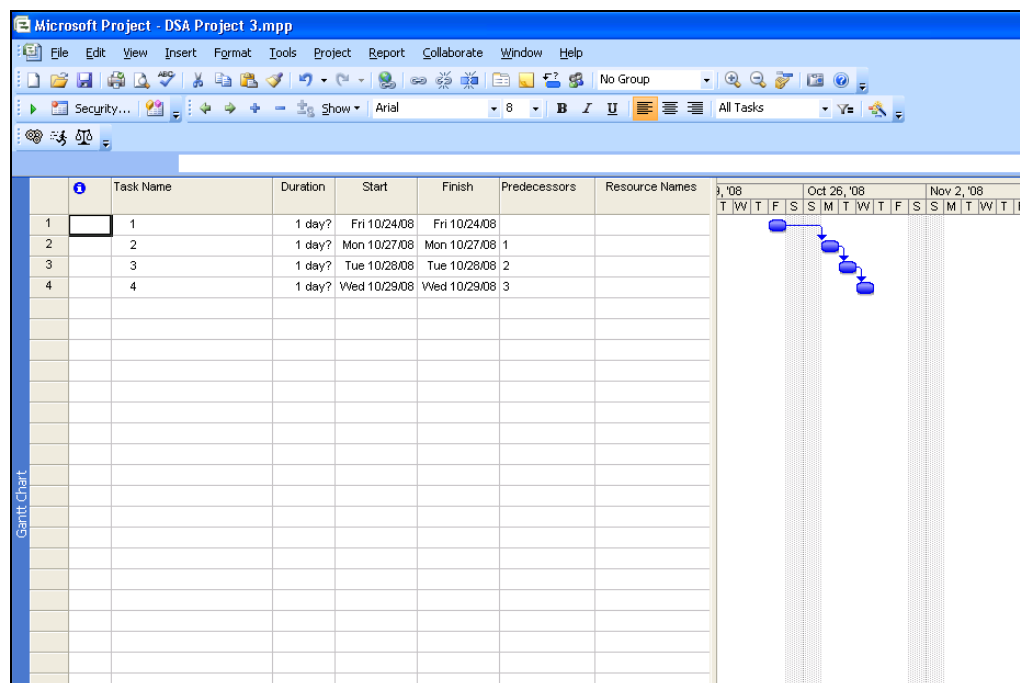 Microsoft Project - DSA Project 3.mpp
File Edit View Insert Format Tools Project Report Collaborate Window Help
No Group
Security... Show Arial 8 B I U All Tasks
Task Name Duration Start Finish Predecessors Resource Names , '08 Oct 26, '08 Nov 2, '08
T W T F S S M T W T F S S M T W T
1 1 1 day? Fri 10/24/08 Fri 10/24/08
2 2 1 day? Mon 10/27/08 Mon 10/27/08 1
3 3 1 day? Tue 10/28/08 Tue 10/28/08 2
4 4 1 day? Wed 10/29/08 Wed 10/29/08 3
Gantt Chart